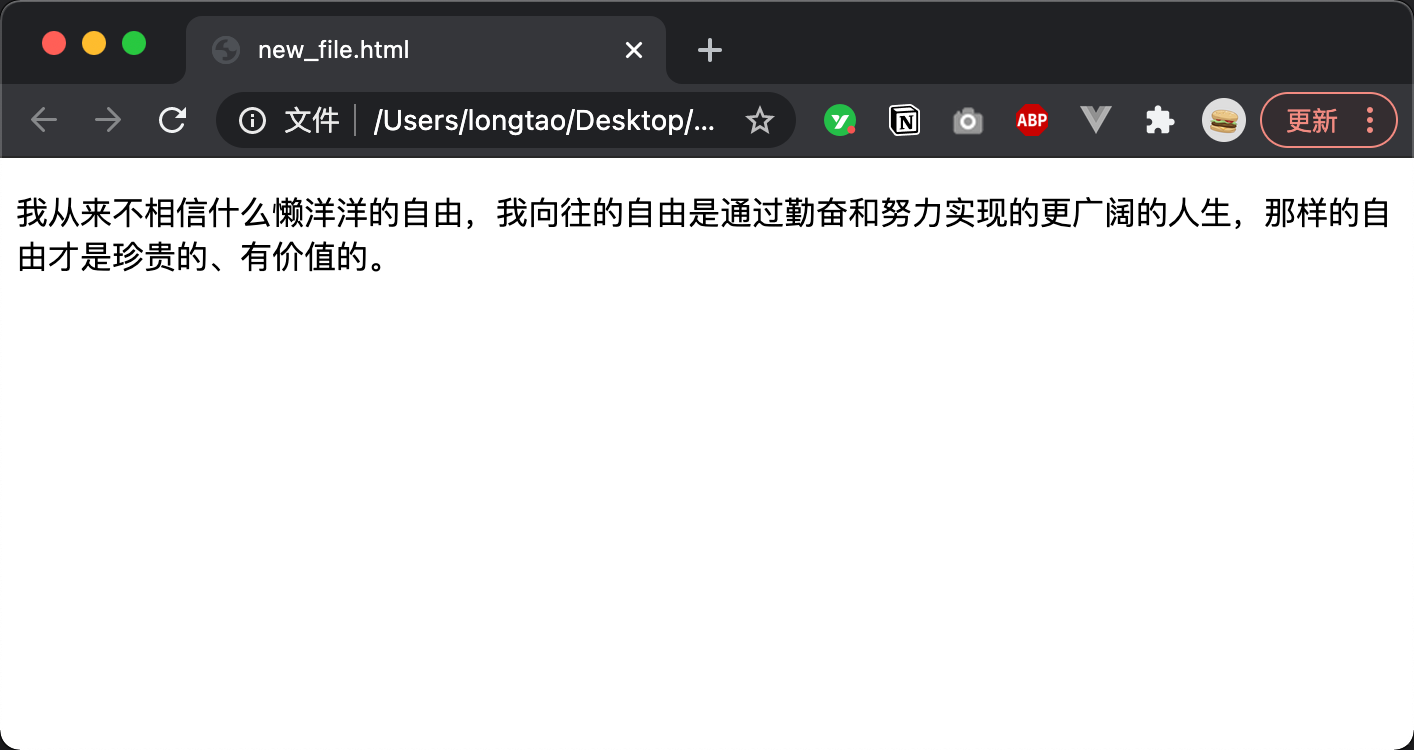 new_file.html
文件 /Users/longtao/Desktop/...
ABP
更新
我从来不相信什么懒洋洋的自由，我向往的自由是通过勤奋和努力实现的更广阔的人生，那样的自
由才是珍贵的、有价值的。